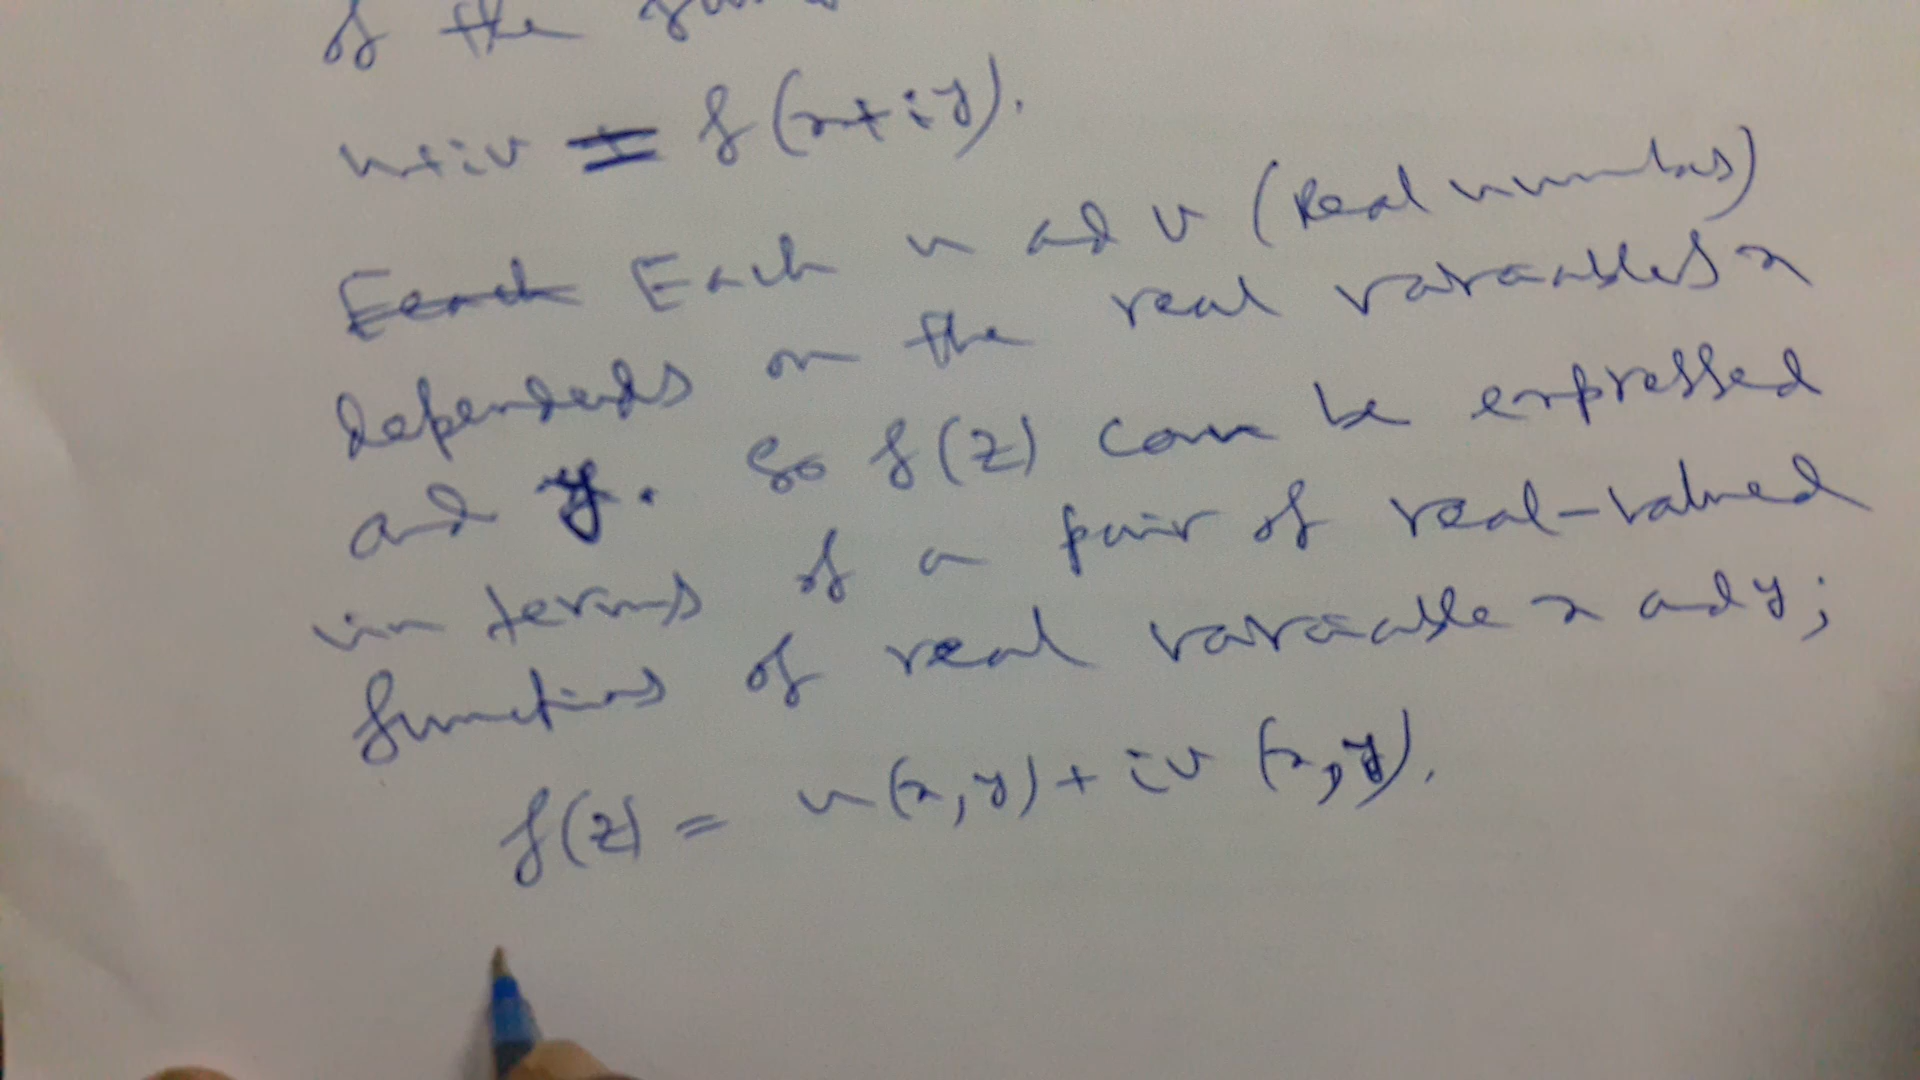 of the
u+iv = f(x+iy).
Each u ad v (Real numbers)
depends on the real variables x
and y. So f(z) can be expressed
in terms of a pair of real-valued
functions of real variable x and y;
f(z) = u(x,y) + iv (x,y).